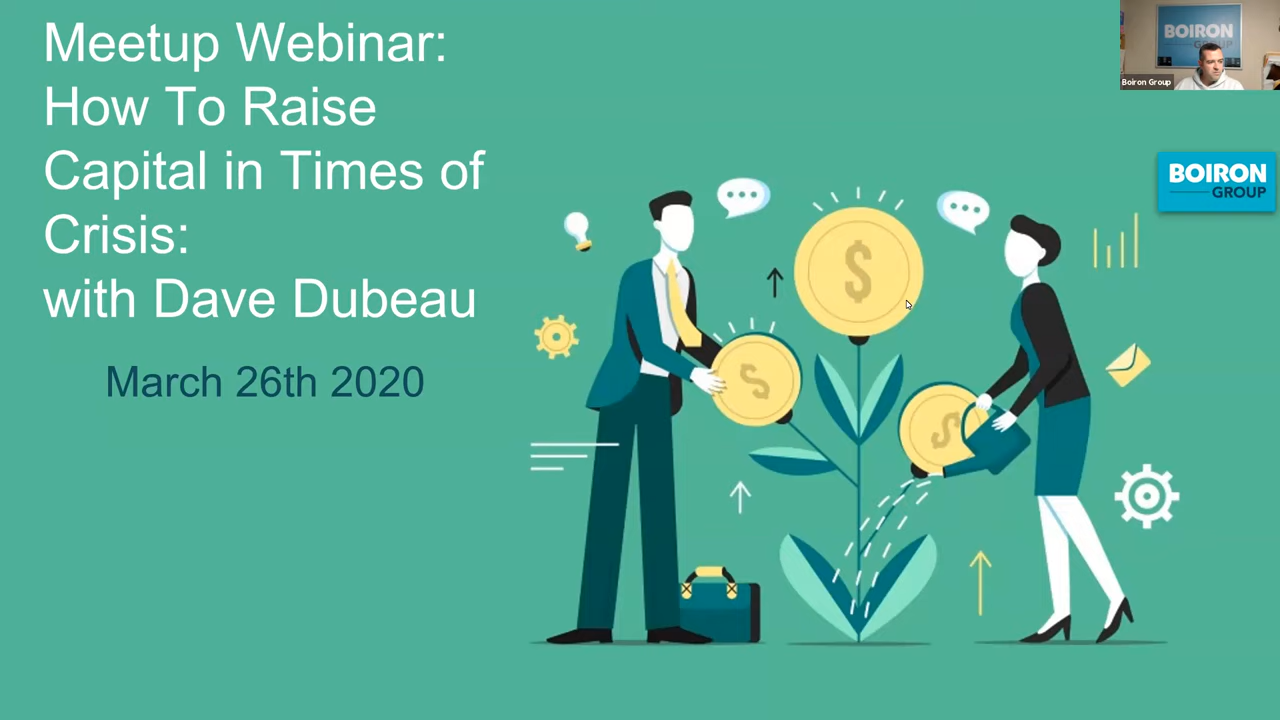 Meetup Webinar:
How To Raise
Capital in Times of
Crisis:
with Dave Dubeau
March 26th 2020
BOIRON
GROUP
Boiron Group
BOIRON
GROUP
$
$
$